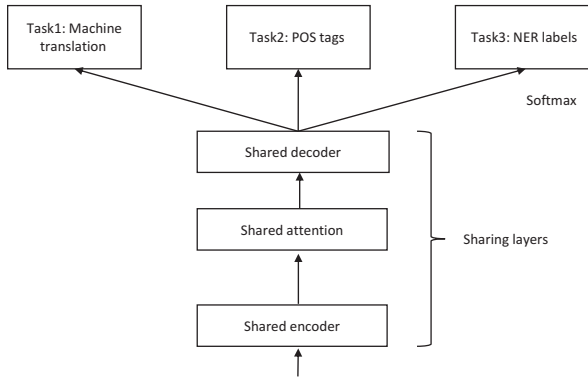 Task1: Machine
translation
Task2: POS tags
Task3: NER labels
Softmax
Shared decoder
Shared attention
Sharing layers
Shared encoder